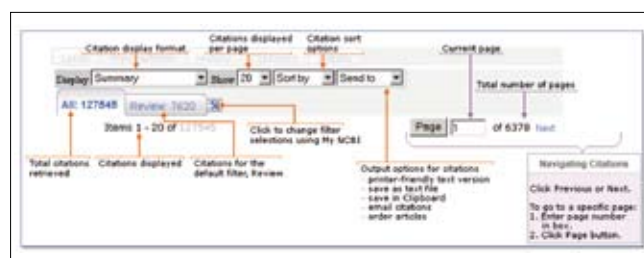 Citation display format
Citations displayed
per page
Citation sort
options
Current page
Total number of pages
Display Summary Show 20 Sort by Send to
All: 127845 Review: 7620
Items 1 - 20 of 127845
Page 1 of 6378 Next
Click to change filter
selections using My NCBI
Total citations
retrieved
Citations displayed
Citations for the
default filter, Review
Output options for citations
- printer-friendly text version
- save as text file
- save in Clipboard
- email citations
- order articles
Navigating Citations
Click Previous or Next.
To go to a specific page:
1. Enter page number
in box.
2. Click Page button.